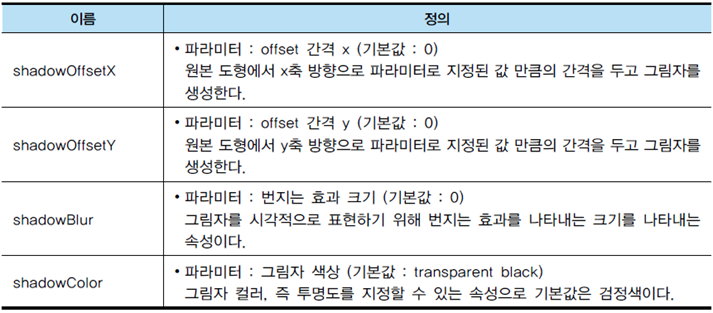 이름 정의
shadowOffsetX
• 파라미터 : offset 간격 x (기본값 : 0)
원본 도형에서 x축 방향으로 파라미터로 지정된 값 만큼의 간격을 두고 그림자를
생성한다.
shadowOffsetY
• 파라미터 : offset 간격 y (기본값 : 0)
원본 도형에서 y축 방향으로 파라미터로 지정된 값 만큼의 간격을 두고 그림자를
생성한다.
shadowBlur
• 파라미터 : 번지는 효과 크기 (기본값 : 0)
그림자를 시각적으로 표현하기 위해 번지는 효과를 나타내는 크기를 나타내는
속성이다.
shadowColor
• 파라미터 : 그림자 색상 (기본값 : transparent black)
그림자 컬러, 즉 투명도를 지정할 수 있는 속성으로 기본값은 검정색이다.